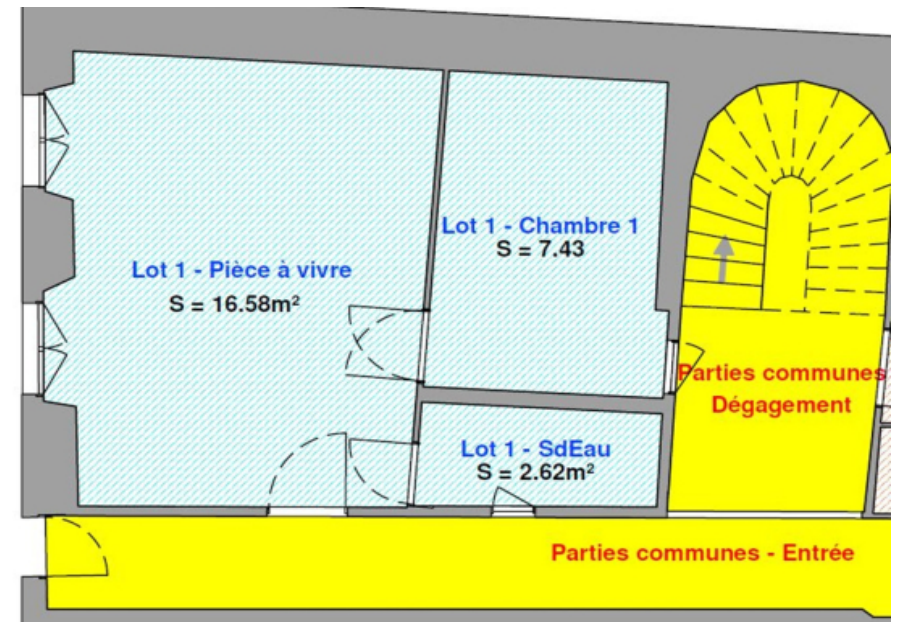 Lot 1 - Chambre 1
S = 7.43
Lot 1 - Pièce à vivre
S = 16.58m²
Parties communes
Dégagement
Lot 1 - SdEau
S = 2.62m²
Parties communes - Entrée